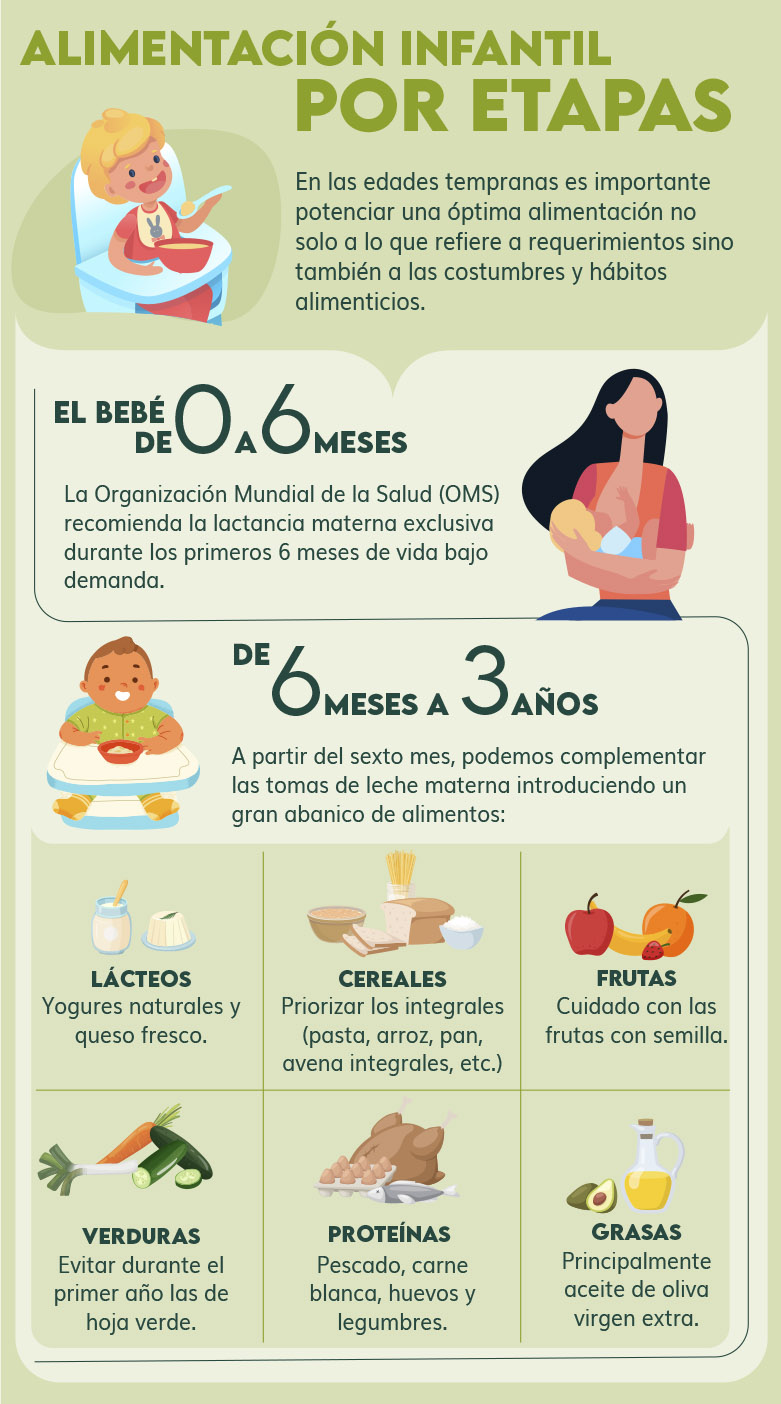 ALIMENTACIÓN INFANTIL
POR ETAPAS
En las edades tempranas es importante
potenciar una óptima alimentación no
solo a lo que refiere a requerimientos sino
también a las costumbres y hábitos
alimenticios.
EL BEBÉ
DE 0 A 6 MESES
La Organización Mundial de la Salud (OMS)
recomienda la lactancia materna exclusiva
durante los primeros 6 meses de vida bajo
demanda.
DE 6 MESES A 3 AÑOS
A partir del sexto mes, podemos complementar
las tomas de leche materna introduciendo un
gran abanico de alimentos:
LÁCTEOS
Yogures naturales y
queso fresco.
CEREALES
Priorizar los integrales
(pasta, arroz, pan,
avena integrales, etc.)
FRUTAS
Cuidado con las
frutas con semilla.
VERDURAS
Evitar durante el
primer año las de
hoja verde.
PROTEÍNAS
Pescado, carne
blanca, huevos y
legumbres.
GRASAS
Principalmente
aceite de oliva
virgen extra.